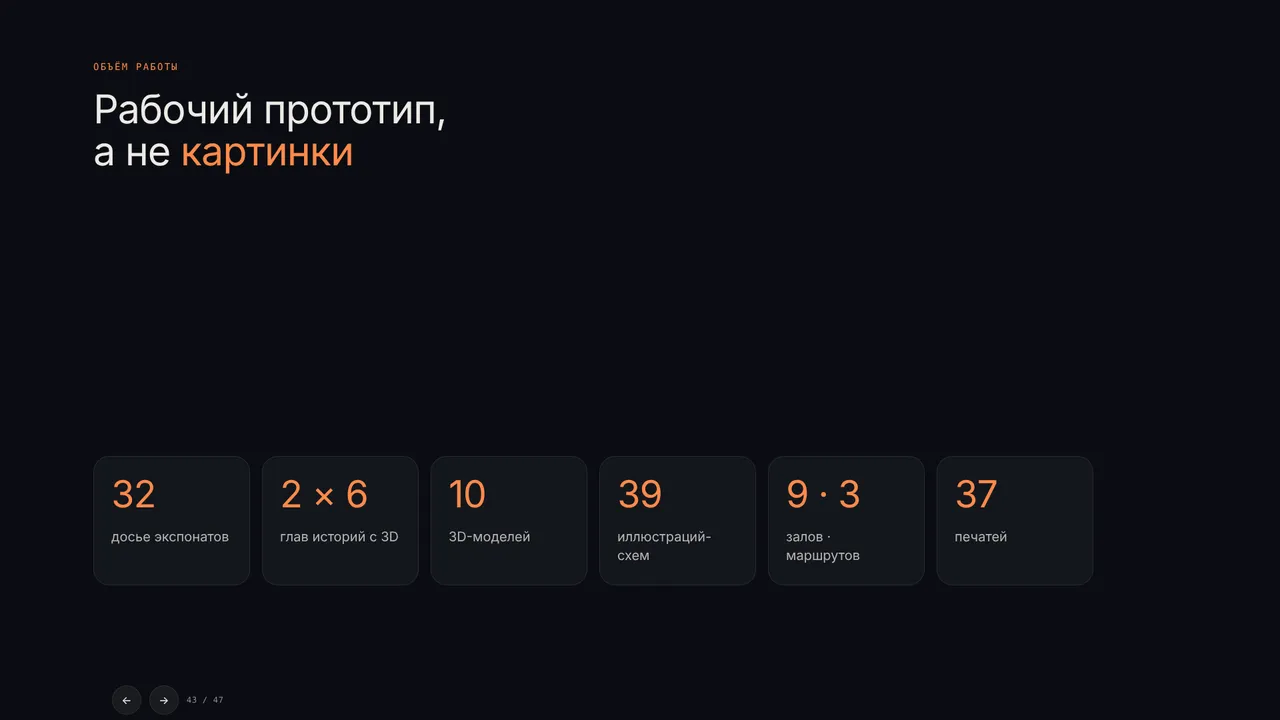 ОБЪЁМ РАБОТЫ
Рабочий прототип,
а не картинки
32
досье экспонатов
2 × 6
глав историй с 3D
10
3D-моделей
39
иллюстраций-
схем
9 · 3
залов ·
маршрутов
37
печатей
← → 43 / 47